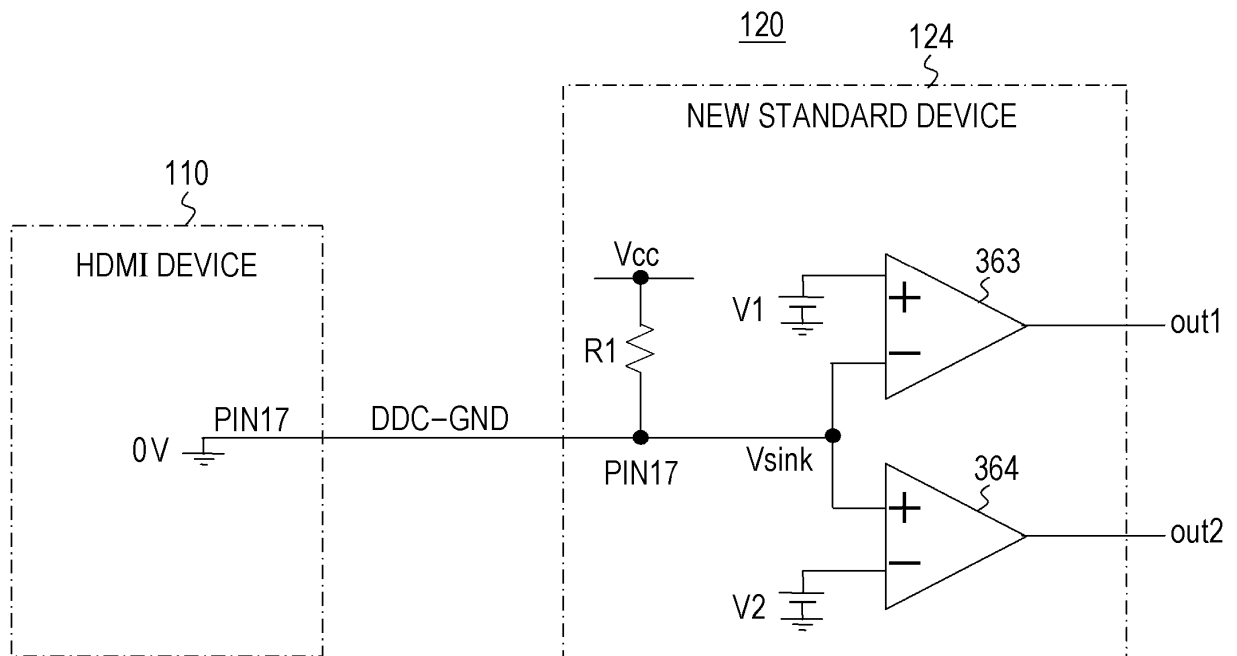 120
124
NEW STANDARD DEVICE
110
HDMI DEVICE
Vcc
363
V1
+
−
out1
R1
PIN17
DDC−GND
0V
PIN17
Vsink
364
+
−
out2
V2